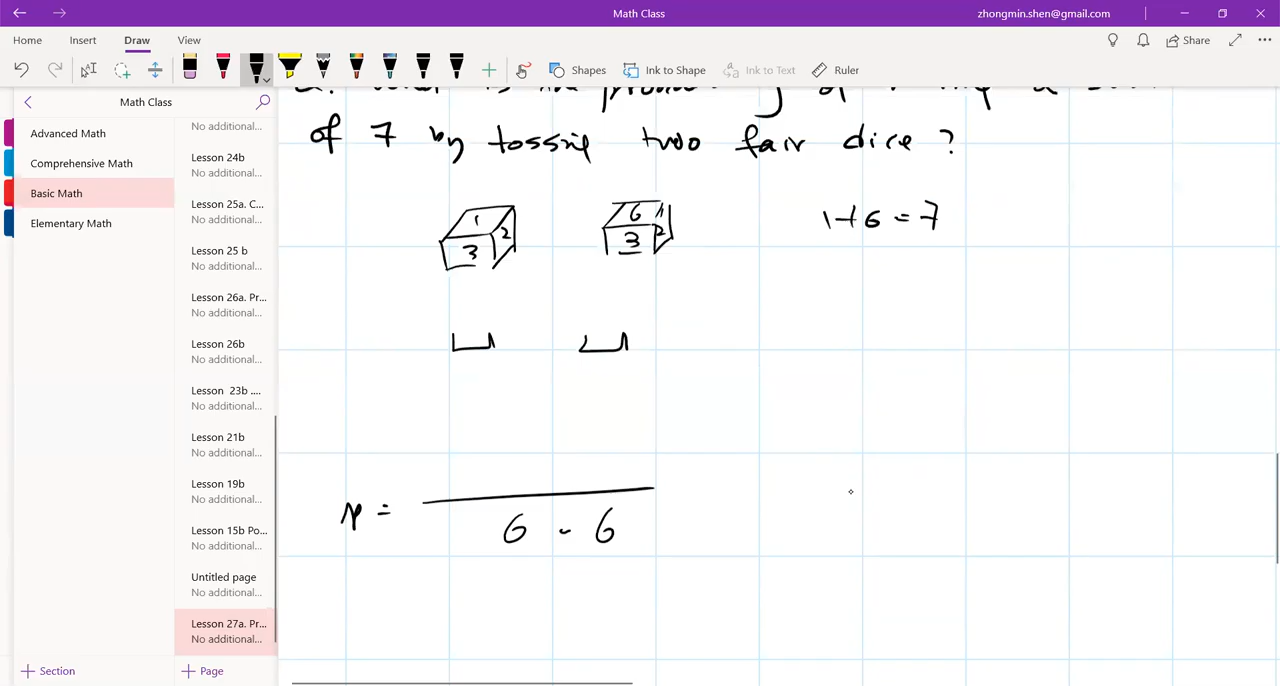 Math Class
zhongmin.shen@gmail.com
Home Insert Draw View
Share
Shapes Ink to Shape Ink to Text Ruler
Math Class
Advanced Math
Comprehensive Math
Basic Math
Elementary Math
No additional...
Lesson 24b
No additional...
Lesson 25a. C...
No additional...
Lesson 25 b
No additional...
Lesson 26a. Pr...
No additional...
Lesson 26b
No additional...
Lesson 23b ....
No additional...
Lesson 21b
No additional...
Lesson 19b
No additional...
Lesson 15b Po...
No additional...
Untitled page
No additional...
Lesson 27a. Pr...
No additional...
Section
Page
of 7 by tossing two fair dice ?
1 2 3
6 1 2 3
1+6=7
p =
6 · 6